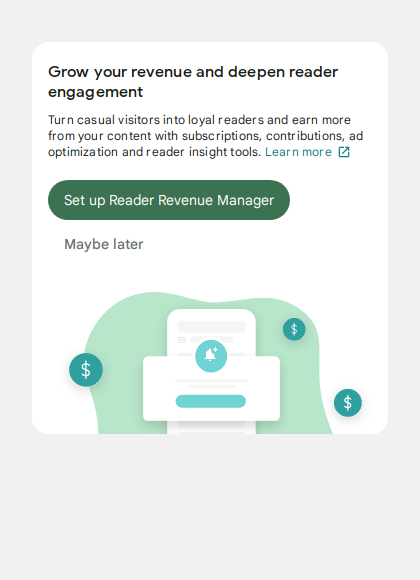 Grow your revenue and deepen reader
engagement
Turn casual visitors into loyal readers and earn more
from your content with subscriptions, contributions, ad
optimization and reader insight tools. Learn more
Set up Reader Revenue Manager
Maybe later
$
$
$